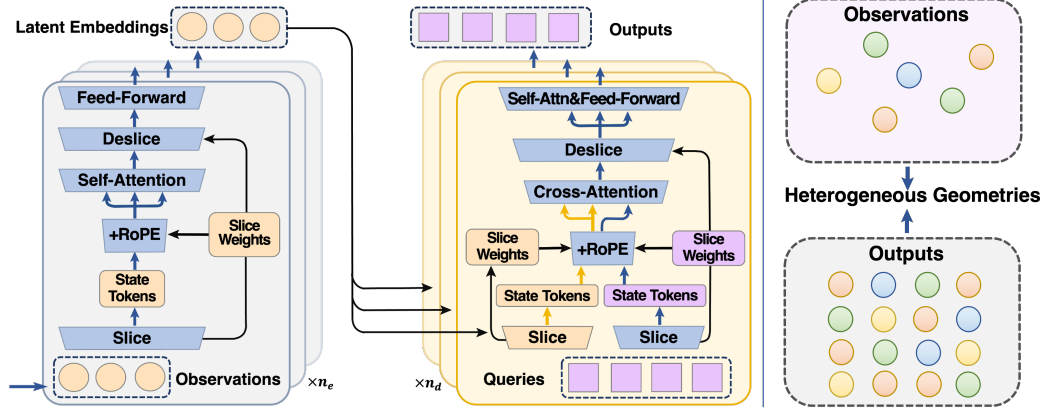 Latent Embeddings
Feed-Forward
Deslice
Self-Attention
+RoPE
Slice
Weights
State
Tokens
Slice
Observations
×nₑ
Outputs
Self-Attn&Feed-Forward
Deslice
Cross-Attention
Slice
Weights
+RoPE
Slice
Weights
State Tokens
State Tokens
Slice
Slice
Queries
×n_d
Observations
Heterogeneous Geometries
Outputs